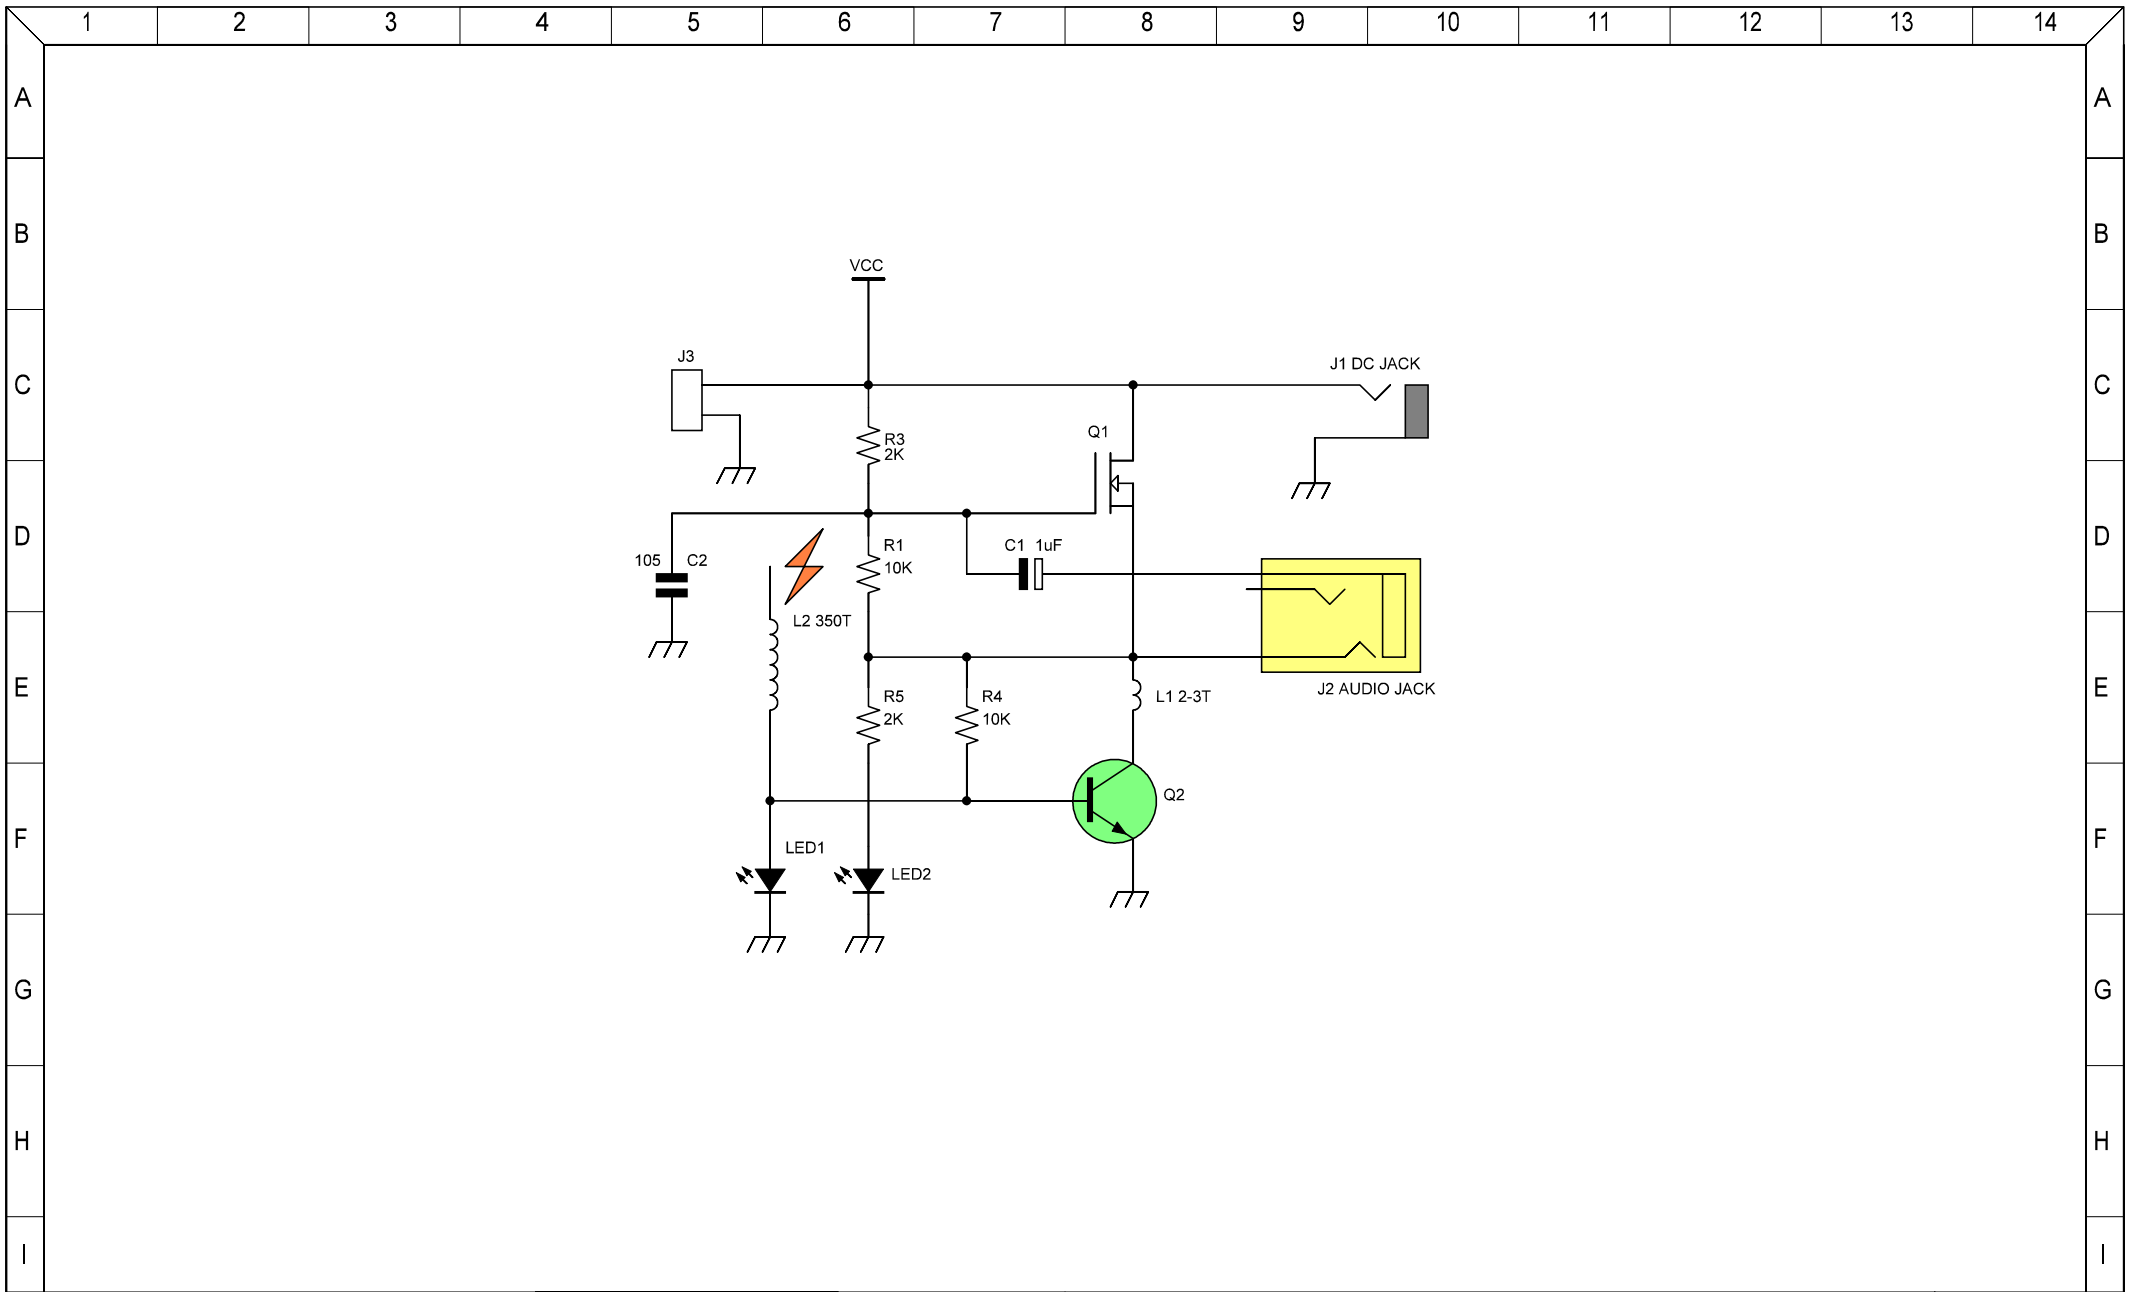 1 2 3 4 5 6 7 8 9 10 11 12 13 14
A A
B B
VCC
J3
J1 DC JACK
C C
Q1
R3
2K
D D
R1
10K
C1 1uF
105 C2
L2 350T
E E
R5
2K
R4
10K
L1 2-3T
J2 AUDIO JACK
Q2
F F
LED1
LED2
G G
H H
I I